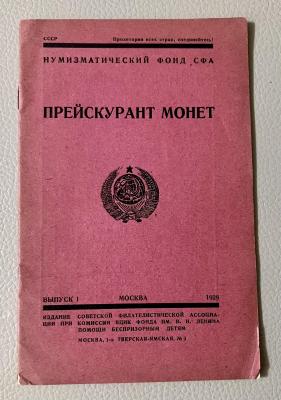 СССР Пролетарии всех стран, соединяйтесь!
НУМИЗМАТИЧЕСКИЙ ФОНД СФА
ПРЕЙСКУРАНТ МОНЕТ
ВЫПУСК I МОСКВА 1929
ИЗДАНИЕ СОВЕТСКОЙ ФИЛАТЕЛИСТИЧЕСКОЙ АССОЦИА-
ЦИИ ПРИ КОМИССИИ ВЦИК ФОНДА ИМ. В. И. ЛЕНИНА
ПОМОЩИ БЕСПРИЗОРНЫМ ДЕТЯМ
МОСКВА, 1-я ТВЕРСКАЯ-ЯМСКАЯ, № 3